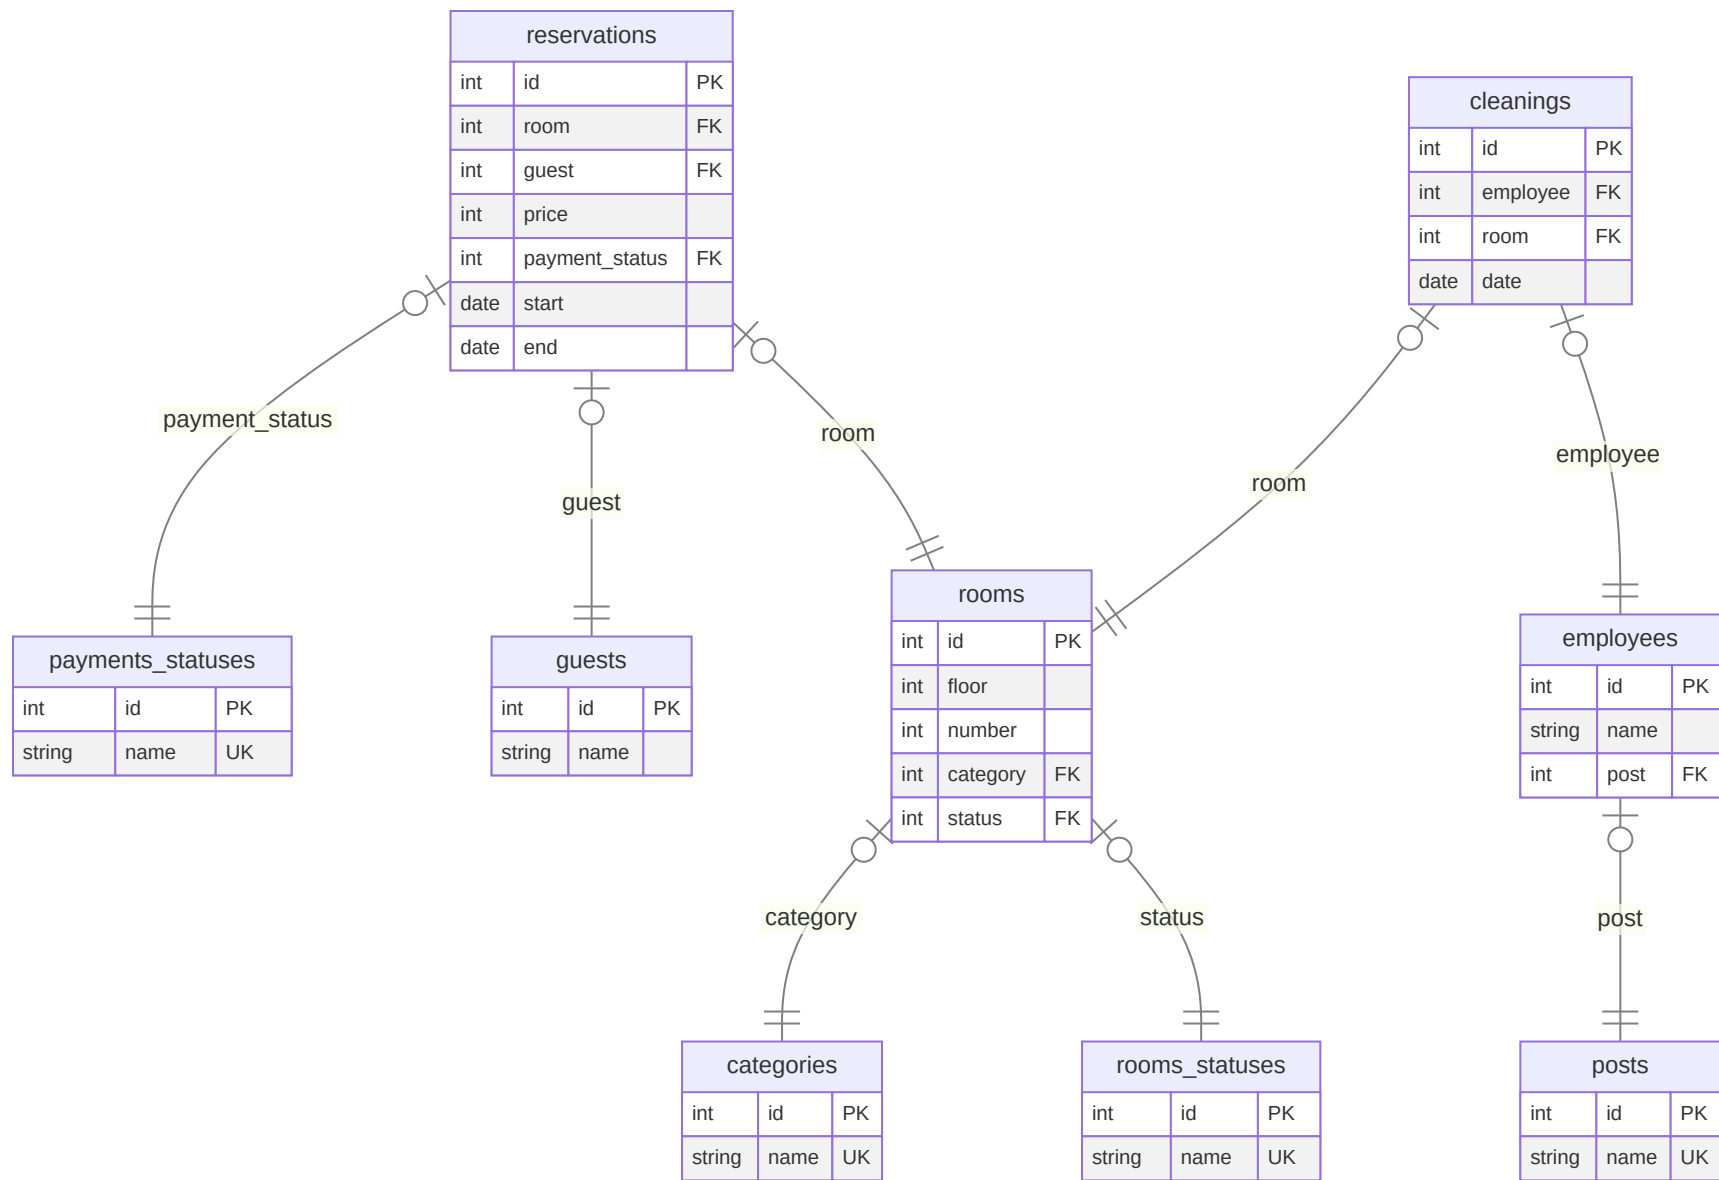 reservations
int id PK
int room FK
int guest FK
int price
int payment_status FK
date start
date end
cleanings
int id PK
int employee FK
int room FK
date date
payment_status
guest
room
room
employee
payments_statuses
int id PK
string name UK
guests
int id PK
string name
rooms
int id PK
int floor
int number
int category FK
int status FK
employees
int id PK
string name
int post FK
category
status
post
categories
int id PK
string name UK
rooms_statuses
int id PK
string name UK
posts
int id PK
string name UK